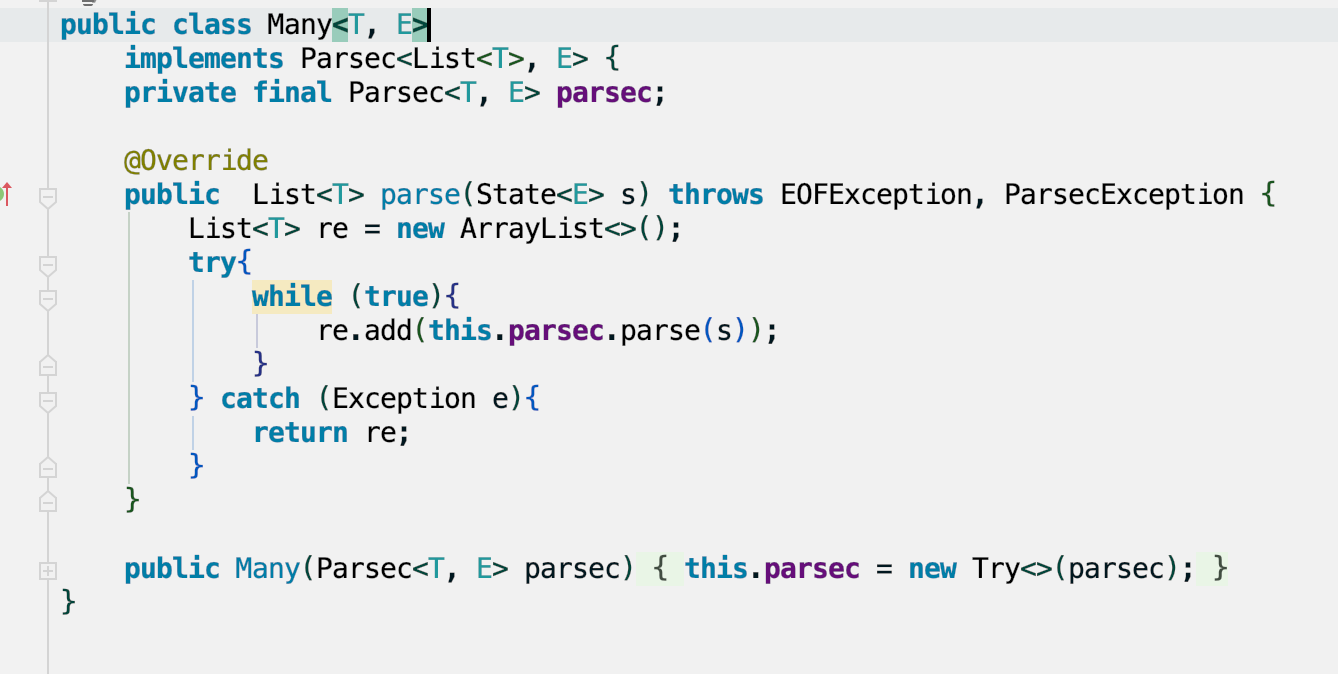 public class Many<T, E>
implements Parsec<List<T>, E> {
private final Parsec<T, E> parsec;
@Override
public  List<T> parse(State<E> s) throws EOFException, ParsecException {
List<T> re = new ArrayList<>();
try{
while (true){
re.add(this.parsec.parse(s));
}
} catch (Exception e){
return re;
}
}
public Many(Parsec<T, E> parsec) { this.parsec = new Try<>(parsec); }
}